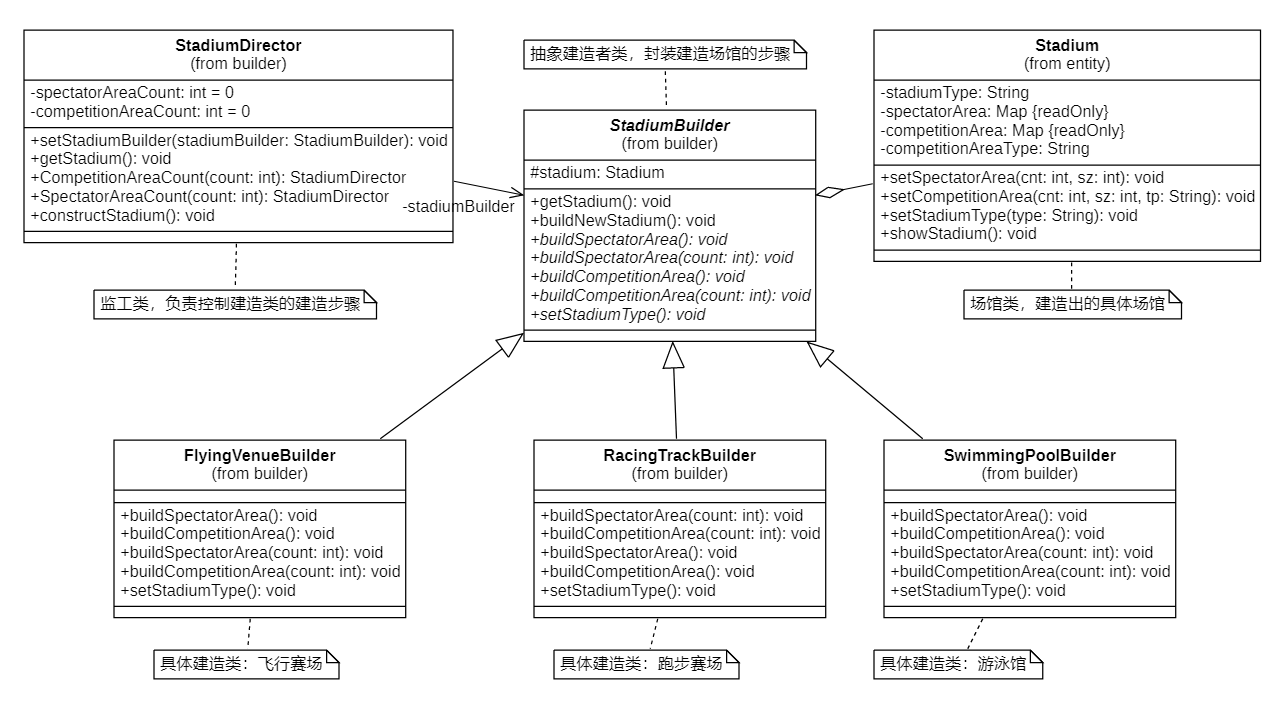 StadiumDirector
(from builder)
-spectatorAreaCount: int = 0
-competitionAreaCount: int = 0
+setStadiumBuilder(stadiumBuilder: StadiumBuilder): void
+getStadium(): void
+CompetitionAreaCount(count: int): StadiumDirector
+SpectatorAreaCount(count: int): StadiumDirector
+constructStadium(): void
监工类，负责控制建造类的建造步骤
-stadiumBuilder
抽象建造者类，封装建造场馆的步骤
StadiumBuilder
(from builder)
#stadium: Stadium
+getStadium(): void
+buildNewStadium(): void
+buildSpectatorArea(): void
+buildSpectatorArea(count: int): void
+buildCompetitionArea(): void
+buildCompetitionArea(count: int): void
+setStadiumType(): void
Stadium
(from entity)
-stadiumType: String
-spectatorArea: Map {readOnly}
-competitionArea: Map {readOnly}
-competitionAreaType: String
+setSpectatorArea(cnt: int, sz: int): void
+setCompetitionArea(cnt: int, sz: int, tp: String): void
+setStadiumType(type: String): void
+showStadium(): void
场馆类，建造出的具体场馆
FlyingVenueBuilder
(from builder)
+buildSpectatorArea(): void
+buildCompetitionArea(): void
+buildSpectatorArea(count: int): void
+buildCompetitionArea(count: int): void
+setStadiumType(): void
具体建造类：飞行赛场
RacingTrackBuilder
(from builder)
+buildSpectatorArea(count: int): void
+buildCompetitionArea(count: int): void
+buildSpectatorArea(): void
+buildCompetitionArea(): void
+setStadiumType(): void
具体建造类：跑步赛场
SwimmingPoolBuilder
(from builder)
+buildSpectatorArea(): void
+buildCompetitionArea(): void
+buildSpectatorArea(count: int): void
+buildCompetitionArea(count: int): void
+setStadiumType(): void
具体建造类：游泳馆